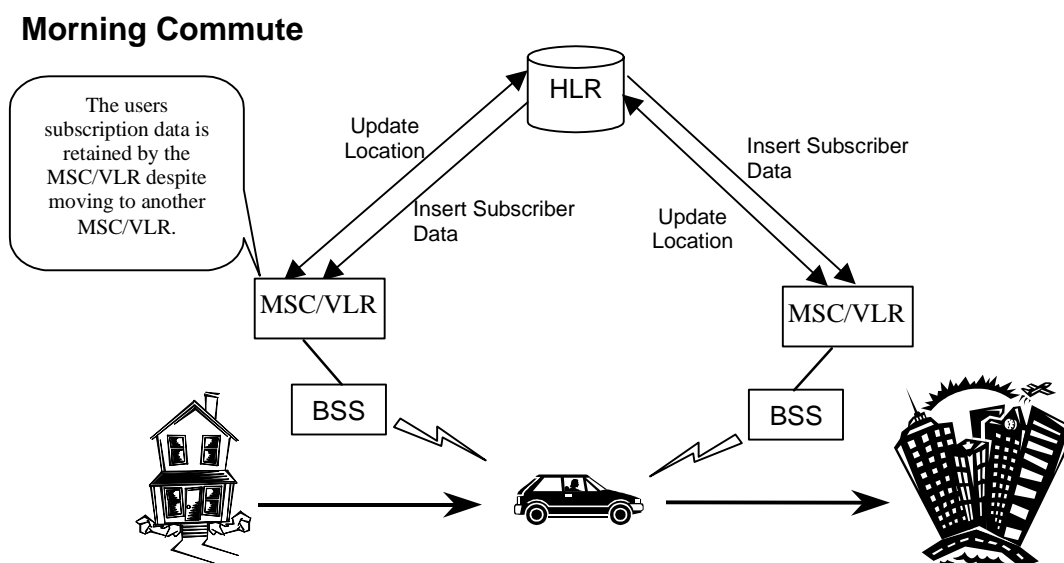 Morning Commute
The users
subscription data is
retained by the
MSC/VLR despite
moving to another
MSC/VLR.
HLR
Update
Location
Insert Subscriber
Data
Insert Subscriber
Data
Update
Location
MSC/VLR
MSC/VLR
BSS
BSS